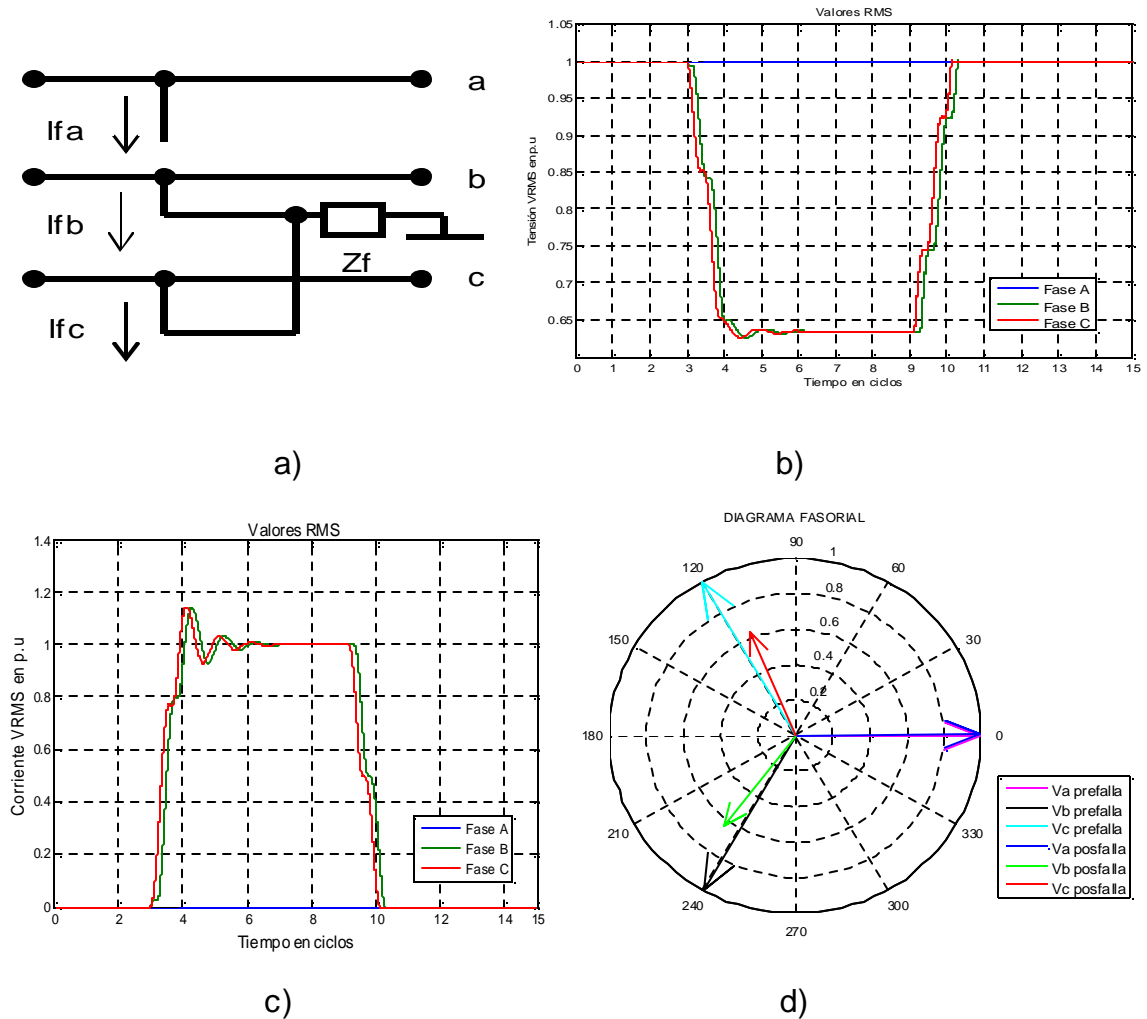 a
Ifa
b
Ifb
Zf
c
Ifc
a)
Valores RMS
Tensión VRMS en p.u
1.05
1
0.95
0.9
0.85
0.8
0.75
0.7
0.65
0 1 2 3 4 5 6 7 8 9 10 11 12 13 14 15
Tiempo en ciclos
Fase A
Fase B
Fase C
b)
Valores RMS
Corriente VRMS en p.u
1.4
1.2
1
0.8
0.6
0.4
0.2
0
0 2 4 6 8 10 12 14 15
Tiempo en ciclos
Fase A
Fase B
Fase C
c)
DIAGRAMA FASORIAL
90
120
1
60
0.8
0.6
150
30
0.4
0.2
180
0
210
330
240
300
270
Va prefalla
Vb prefalla
Vc prefalla
Va posfalla
Vb posfalla
Vc posfalla
d)